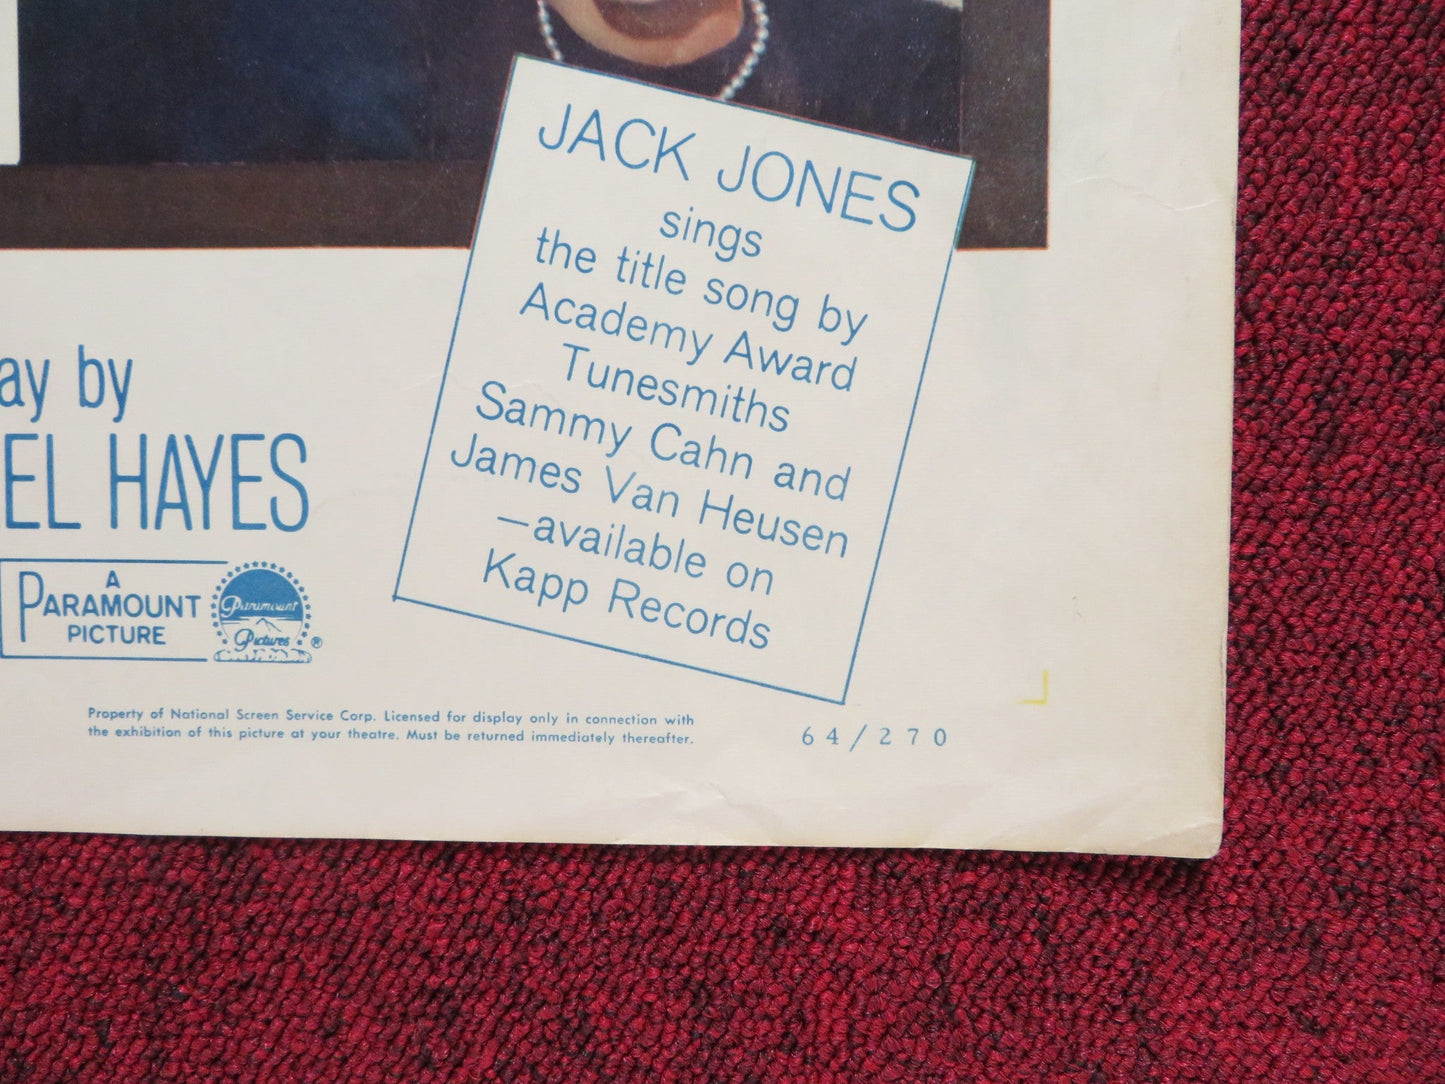 JACK JONES
sings
the title song by
Academy Award
Tunesmiths
Sammy Cahn and
James Van Heusen
—available on
Kapp Records
ay by
EL HAYES
A
PARAMOUNT
PICTURE
Paramount
Pictures
®
Property of National Screen Service Corp. Licensed for display only in connection with
the exhibition of this picture at your theatre. Must be returned immediately thereafter.
64/270